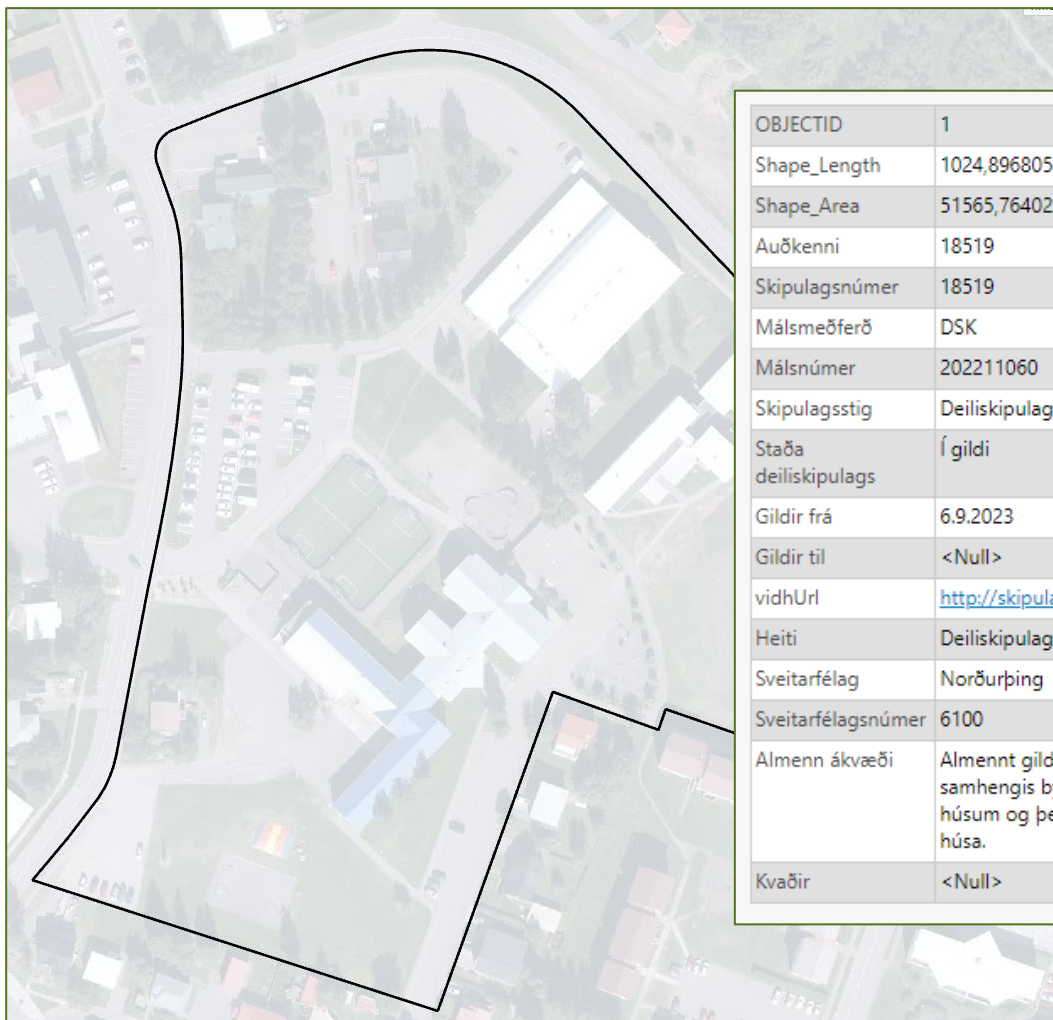 OBJECTID 1
Shape_Length 1024,896805
Shape_Area 51565,76402
Auðkenni 18519
Skipulagsnúmer 18519
Málsmeðferð DSK
Málsnúmer 202211060
Skipulagsstig Deiliskipulag
Staða Í gildi
deiliskipulags
Gildir frá 6.9.2023
Gildir til <Null>
vidhUrl http://skipula
Heiti Deiliskipulag
Sveitarfélag Norðurþing
Sveitarfélagsnúmer 6100
Almenn ákvæði Almennt gild
samhengis b
húsum og þe
húsa.
Kvaðir <Null>